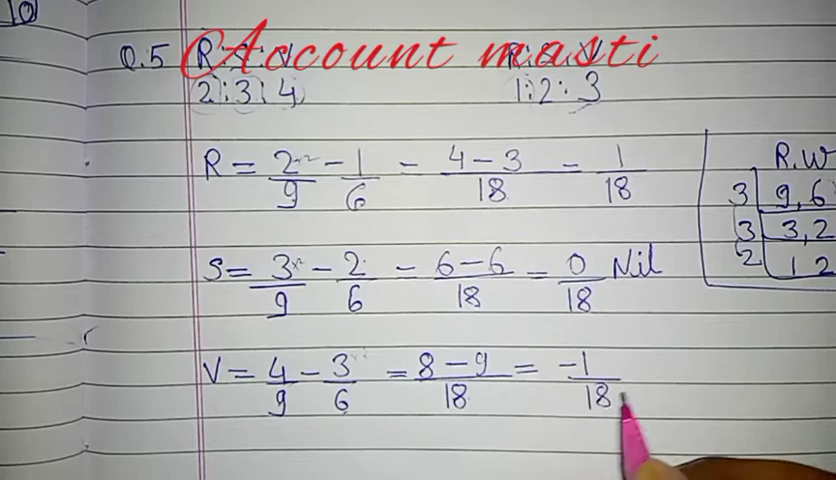 10
Account masti
Q.5 R : S : V
2 : 3 : 4
1 : 2 : 3
R = 2/9 - 1/6 = 4 - 3/18 = 1/18
S = 3/9 - 2/6 = 6 - 6/18 = 0/18 Nil
V = 4/9 - 3/6 = 8 - 9/18 = -1/18
R.W
3 | 9, 6
3 | 3, 2
2 | 1 2